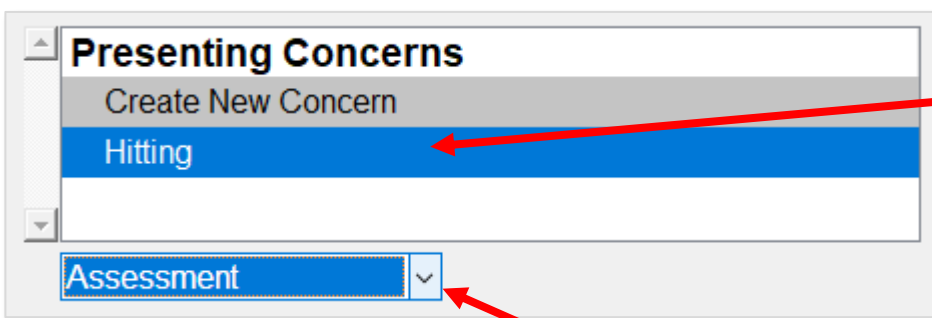 Presenting Concerns
Create New Concern
Hitting
Assessment